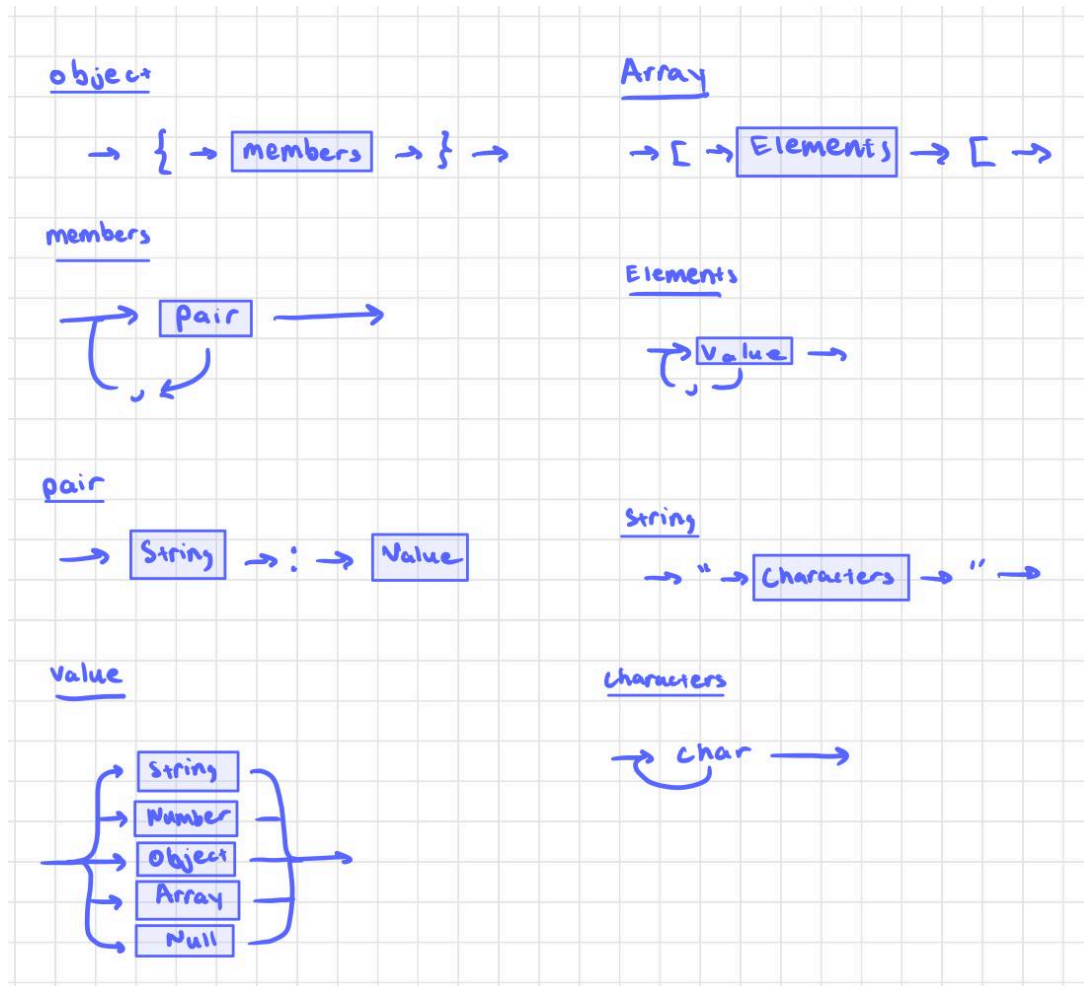 object
→ { → members → } →
members
→ pair →
,
pair
→ String → : → Value
value
String
Number
Object
Array
Null
Array
→ [ → Elements → [ →
Elements
→ Value →
,
String
→ " → Characters → " →
characters
→ char →